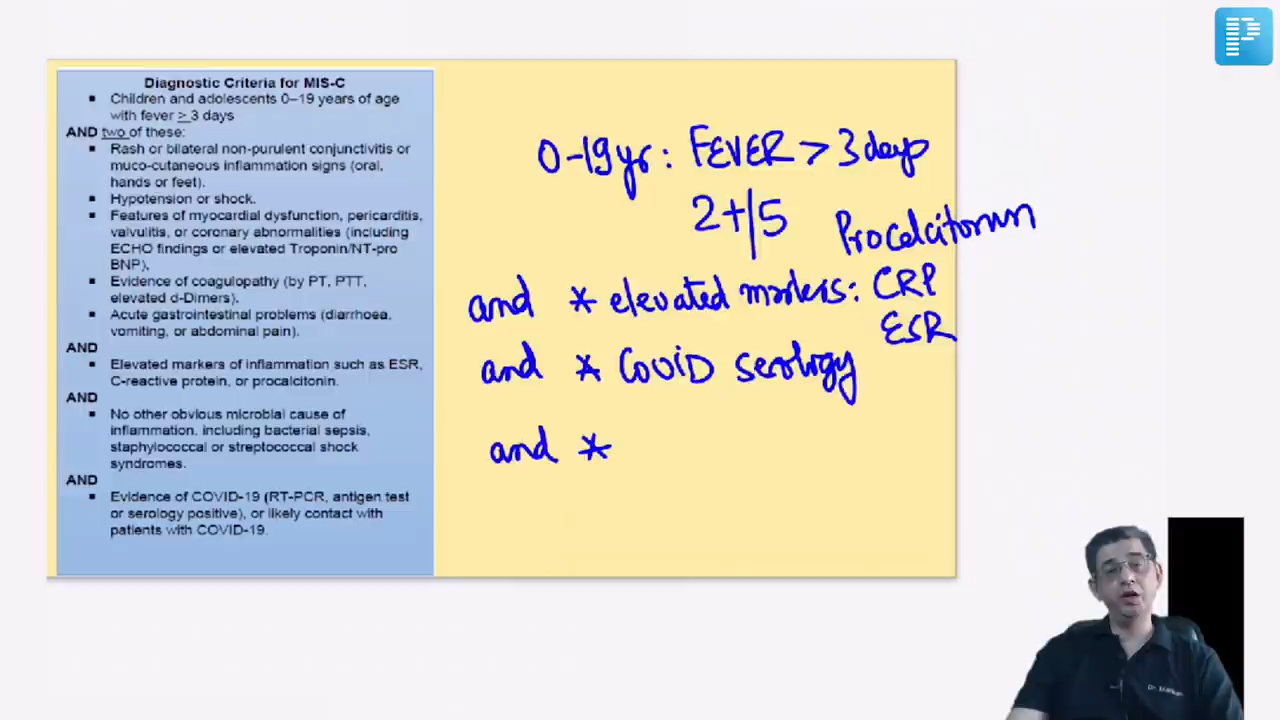 Diagnostic Criteria for MIS-C
▪ Children and adolescents 0–19 years of age
with fever > 3 days
AND two of these:
▪ Rash or bilateral non-purulent conjunctivitis or
muco-cutaneous inflammation signs (oral,
hands or feet).
▪ Hypotension or shock.
▪ Features of myocardial dysfunction, pericarditis,
valvulitis, or coronary abnormalities (including
ECHO findings or elevated Troponin/NT-pro
BNP),
▪ Evidence of coagulopathy (by PT, PTT,
elevated d-Dimers).
▪ Acute gastrointestinal problems (diarrhoea,
vomiting, or abdominal pain).
AND
▪ Elevated markers of inflammation such as ESR,
C-reactive protein, or procalcitonin.
AND
▪ No other obvious microbial cause of
inflammation, including bacterial sepsis,
staphylococcal or streptococcal shock
syndromes.
AND
▪ Evidence of COVID-19 (RT-PCR, antigen test
or serology positive), or likely contact with
patients with COVID-19.
0-19yr: FEVER > 3 days
2+/5
Procalcitonin
and * elevated markers: CRP
ESR
and * COVID serology
and *
P